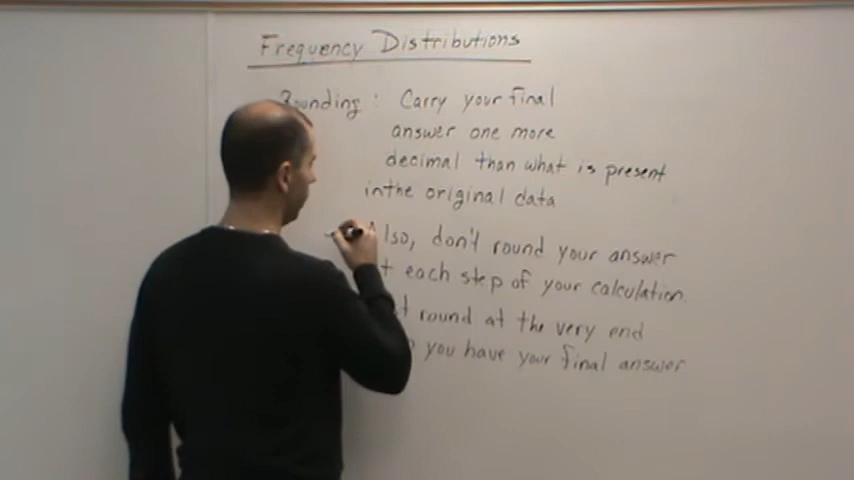 Frequency Distributions
Rounding : Carry your final
answer one more
decimal than what is present
in the original data
Also, don't round your answer
each step of your calculation.
round at the very end
you have your final answer